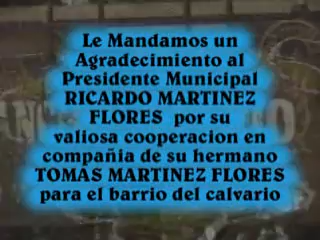 Le Mandamos un
Agradecimiento al
Presidente Municipal
RICARDO MARTINEZ
FLORES por su
valiosa cooperacion en
compañia de su hermano
TOMAS MARTINEZ FLORES
para el barrio del calvario